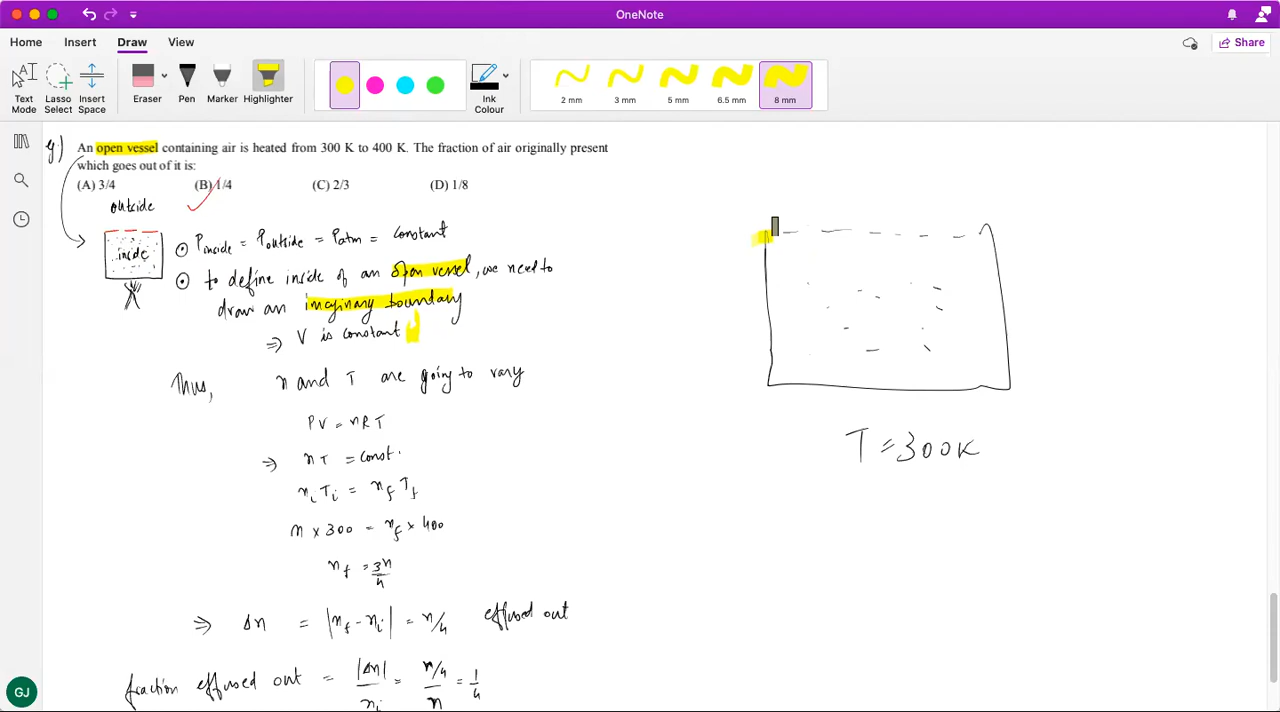 OneNote
Home Insert Draw View
Share
Text Mode
Lasso Select
Insert Space
Eraser
Pen
Marker
Highlighter
Ink Colour
2 mm
3 mm
5 mm
6.5 mm
8 mm
eg) An open vessel containing air is heated from 300 K to 400 K. The fraction of air originally present
which goes out of it is:
(A) 3/4 (B) 1/4 (C) 2/3 (D) 1/8
outside
inside
⊙ Pinside = Poutside = Patm = constant
⊙ to define inside of an open vessel, we need to
draw an imaginary boundary
⇒ V is constant
Thus, n and T are going to vary
PV = nRT
⇒ nT = const.
niTi = nfTf
n × 300 = nf × 400
nf = 3n/4
⇒ Δn = |nf - ni| = n/4 effused out
fraction effused out = |Δn|/ni = n/4/n = 1/4
T = 300K
GJ